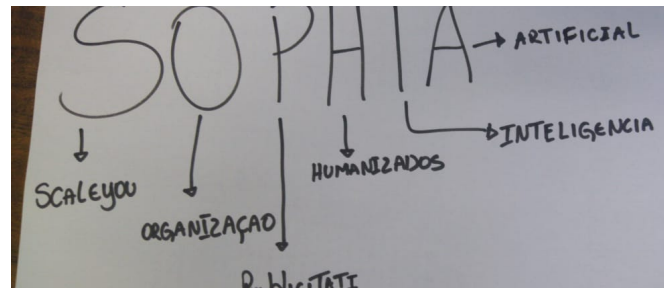 SOPHIA
ARTIFICIAL
INTELIGENCIA
HUMANIZADOS
SCALEYOU
ORGANIZAÇAO